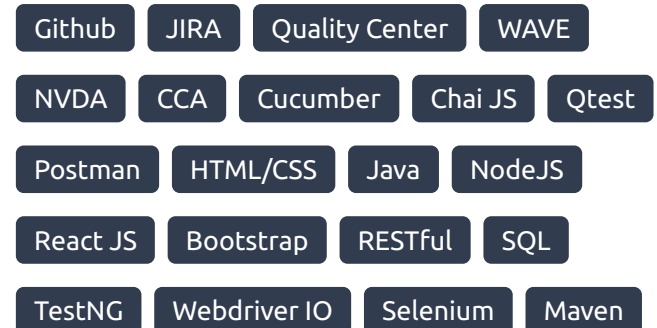 Github JIRA Quality Center WAVE
NVDA CCA Cucumber Chai JS Qtest
Postman HTML/CSS Java NodeJS
React JS Bootstrap RESTful SQL
TestNG Webdriver IO Selenium Maven